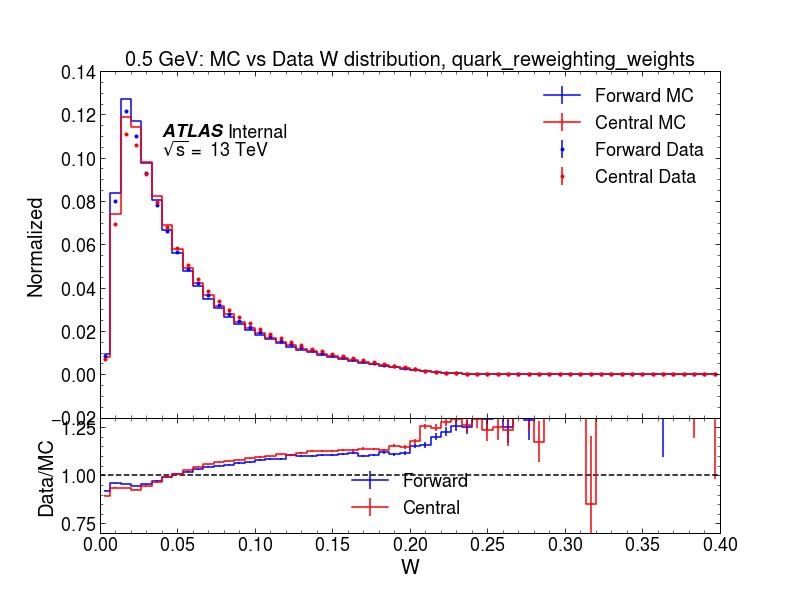 0.5 GeV: MC vs Data W distribution, quark_reweighting_weights
0.14
0.12
0.10
0.08
0.06
0.04
0.02
0.00
−0.02
Normalized
ATLAS Internal
√s = 13 TeV
Forward MC
Central MC
Forward Data
Central Data
1.25
1.00
0.75
Data/MC
Forward
Central
0.00 0.05 0.10 0.15 0.20 0.25 0.30 0.35 0.40
W